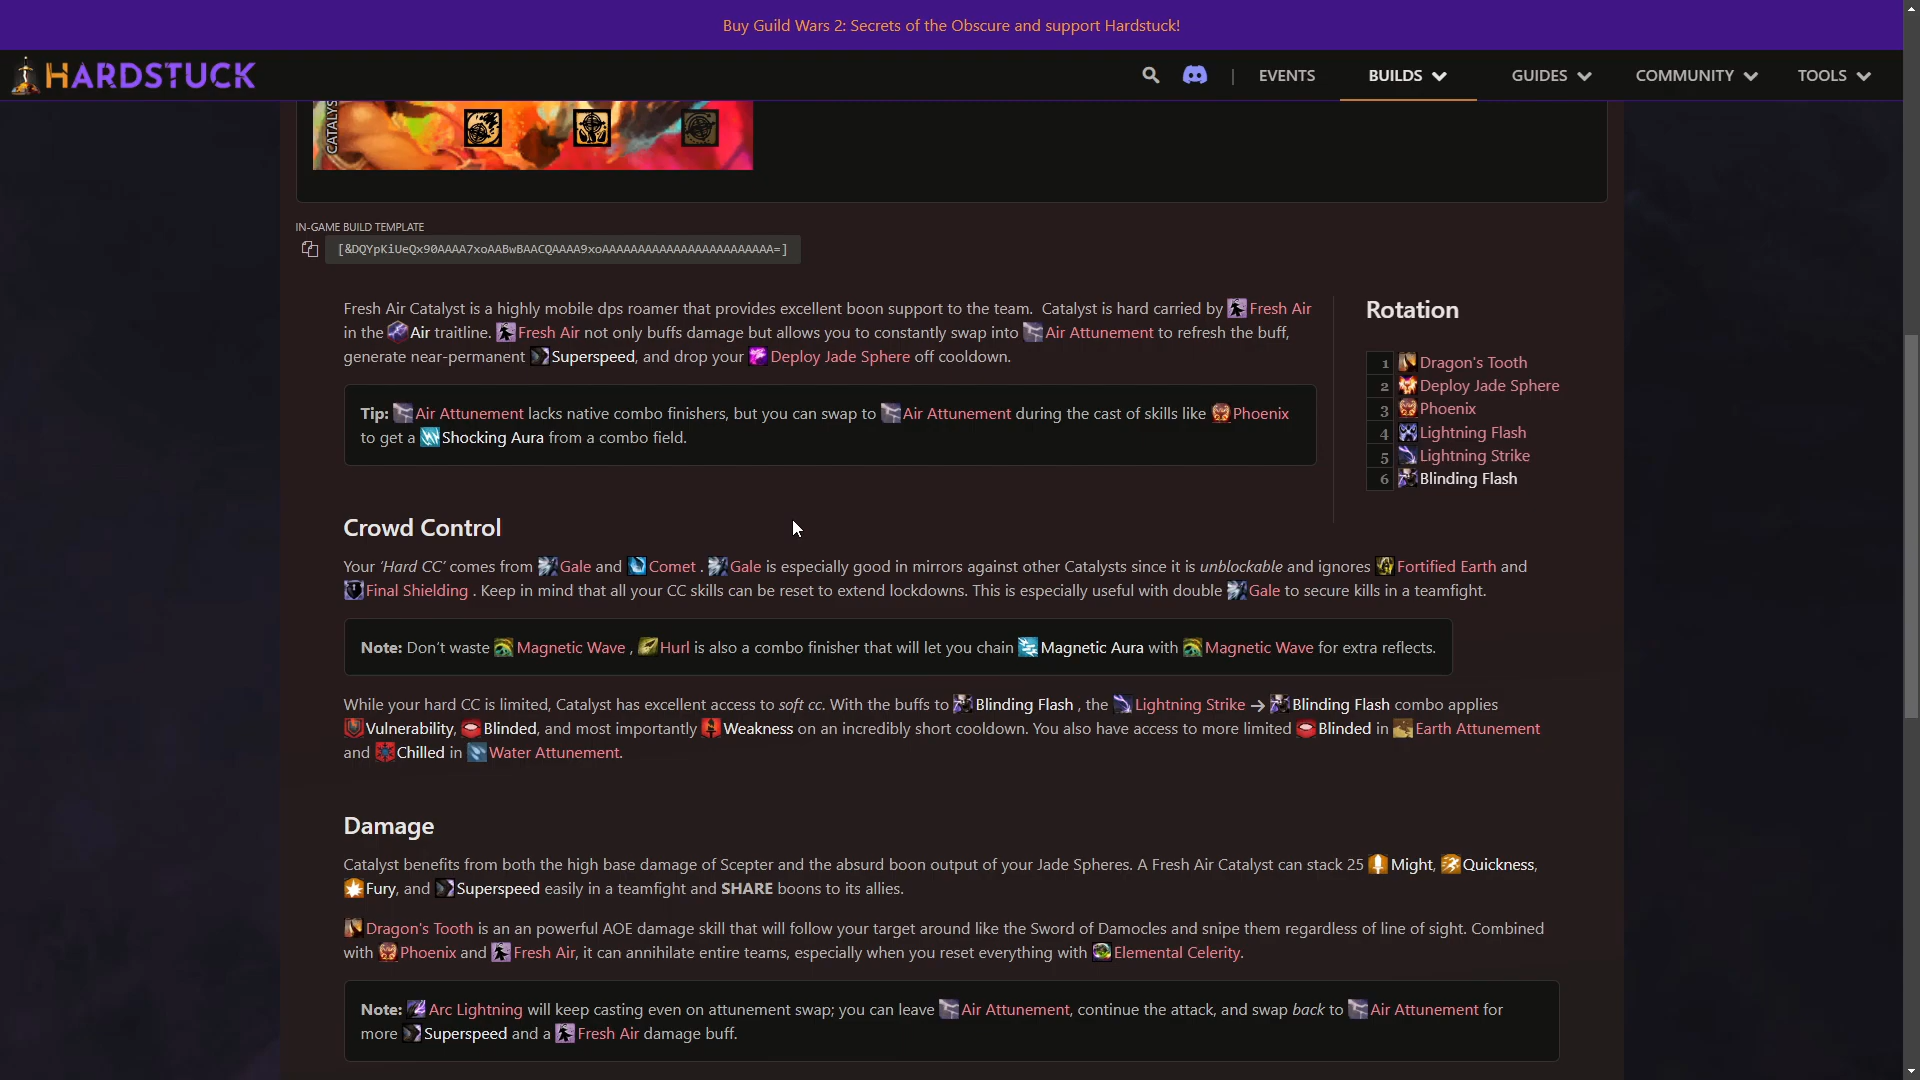 Buy Guild Wars 2: Secrets of the Obscure and support Hardstuck!
HARDSTUCK
EVENTS
BUILDS
GUIDES
COMMUNITY
TOOLS
CATALYS
IN-GAME BUILD TEMPLATE
Fresh Air Catalyst is a highly mobile dps roamer that provides excellent boon support to the team. Catalyst is hard carried by Fresh Air
in the Air traitline. Fresh Air not only buffs damage but allows you to constantly swap into Air Attunement to refresh the buff,
generate near-permanent Superspeed, and drop your Deploy Jade Sphere off cooldown.
Tip: Air Attunement lacks native combo finishers, but you can swap to Air Attunement during the cast of skills like Phoenix
to get a Shocking Aura from a combo field.
Rotation
1 Dragon's Tooth
2 Deploy Jade Sphere
3 Phoenix
4 Lightning Flash
5 Lightning Strike
6 Blinding Flash
Crowd Control
Your 'Hard CC' comes from Gale and Comet . Gale is especially good in mirrors against other Catalysts since it is unblockable and ignores Fortified Earth and
Final Shielding . Keep in mind that all your CC skills can be reset to extend lockdowns. This is especially useful with double Gale to secure kills in a teamfight.
Note: Don't waste Magnetic Wave , Hurl is also a combo finisher that will let you chain Magnetic Aura with Magnetic Wave for extra reflects.
While your hard CC is limited, Catalyst has excellent access to soft cc. With the buffs to Blinding Flash , the Lightning Strike → Blinding Flash combo applies
Vulnerability, Blinded, and most importantly Weakness on an incredibly short cooldown. You also have access to more limited Blinded in Earth Attunement
and Chilled in Water Attunement.
Damage
Catalyst benefits from both the high base damage of Scepter and the absurd boon output of your Jade Spheres. A Fresh Air Catalyst can stack 25 Might, Quickness,
Fury, and Superspeed easily in a teamfight and SHARE boons to its allies.
Dragon's Tooth is an an powerful AOE damage skill that will follow your target around like the Sword of Damocles and snipe them regardless of line of sight. Combined
with Phoenix and Fresh Air, it can annihilate entire teams, especially when you reset everything with Elemental Celerity.
Note: Arc Lightning will keep casting even on attunement swap; you can leave Air Attunement, continue the attack, and swap back to Air Attunement for
more Superspeed and a Fresh Air damage buff.